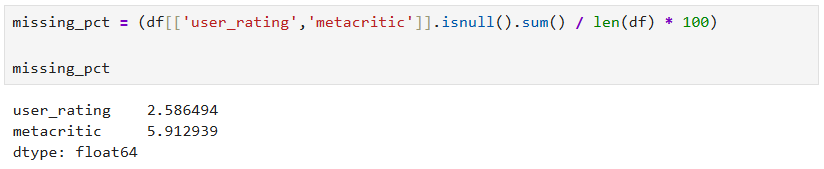 missing_pct = (df[['user_rating','metacritic']].isnull().sum() / len(df) * 100)
missing_pct
user_rating    2.586494
metacritic     5.912939
dtype: float64